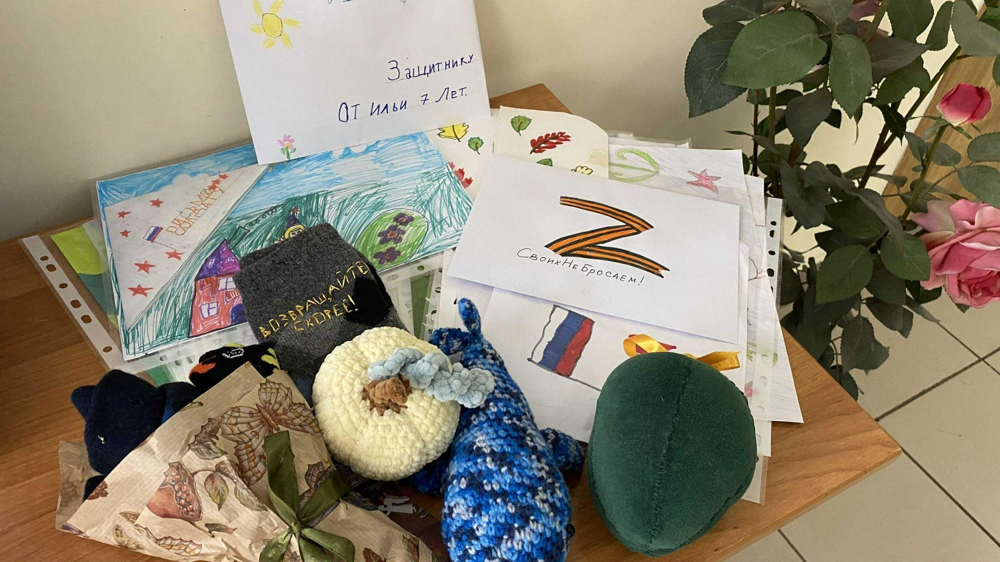 Защитнику
От Ильи 7 Лет.
ПИСЬМО
СОЛДАТУ
СвоихНеБросаем!
ВОЗВРАЩАЙТЕСЬ
СКОРЕЕ!